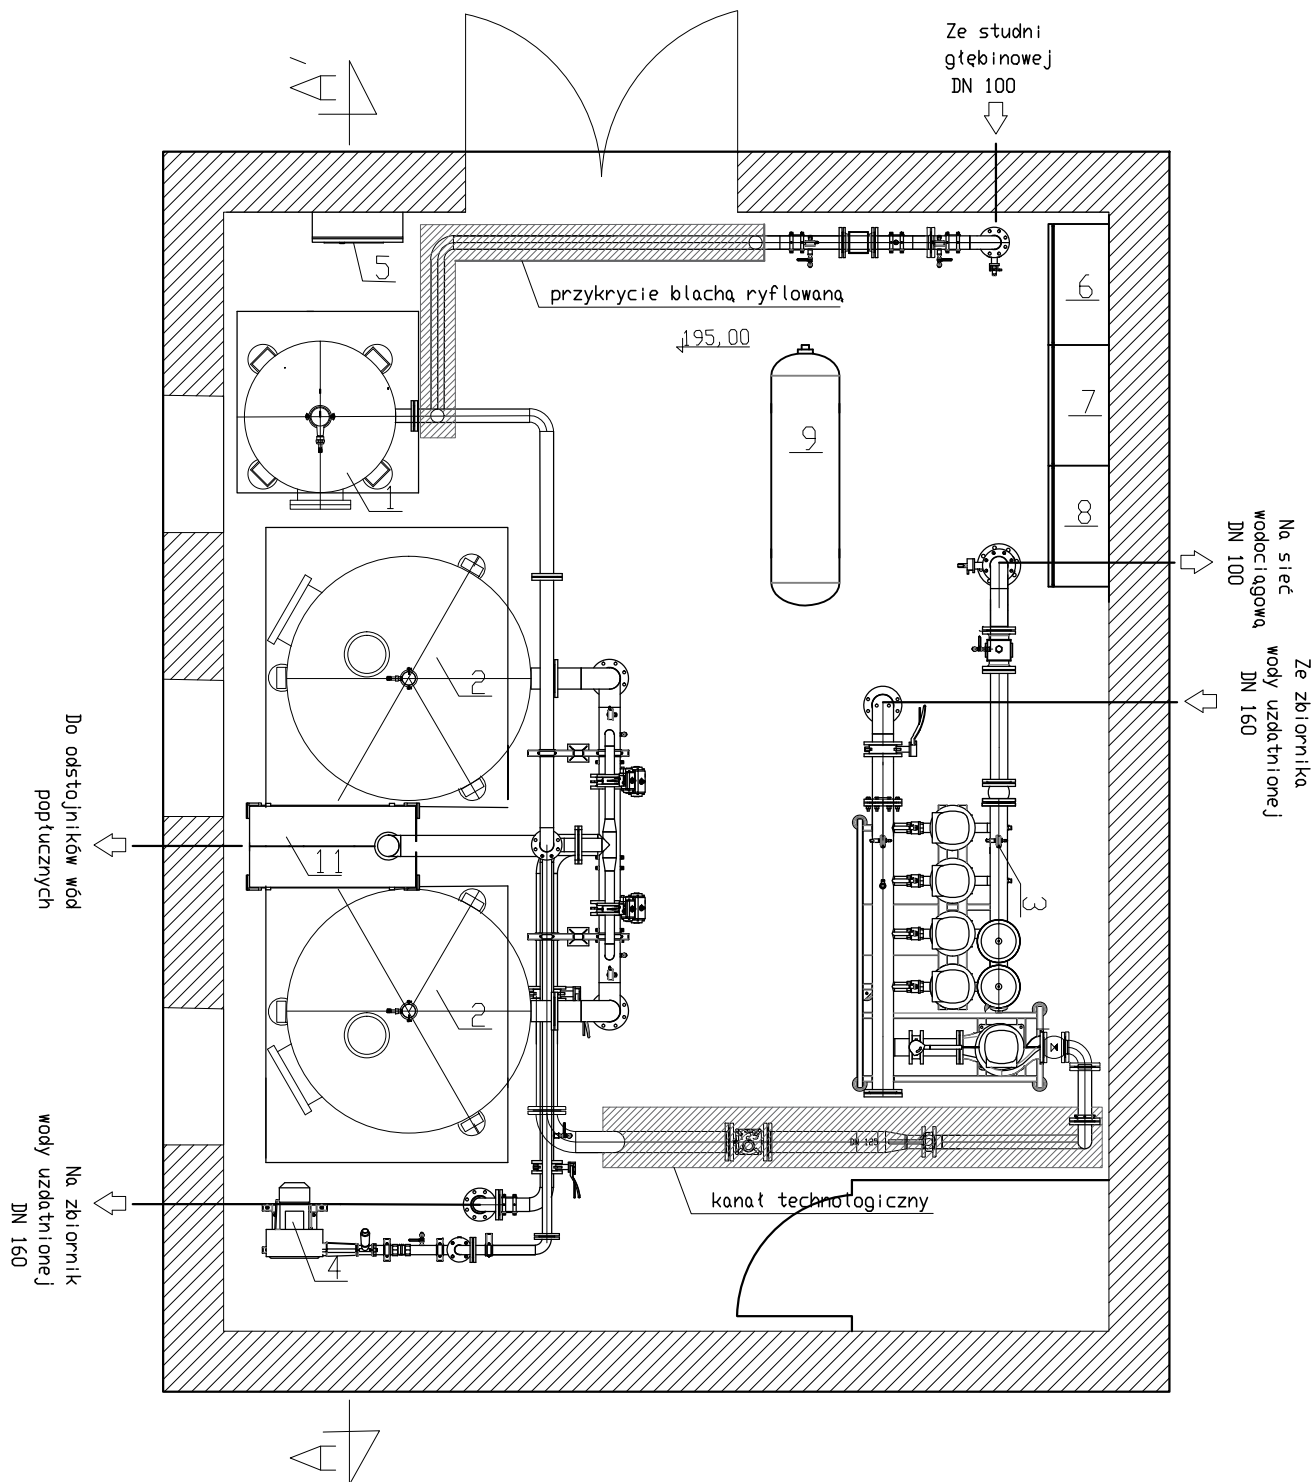 Ze studni
głębinowej
DN 100
A'
5
przykrycie blachą ryflowaną
195,00
6
7
8
9
1
2
Na sieć
wodociągową
DN 100
Ze zbiornika
wody uzdatnionej
DN 160
Do odstojników wód
popłucznych
11
3
2
DN 125
kanał technologiczny
Na zbiornik
wody uzdatnionej
DN 160
4
A